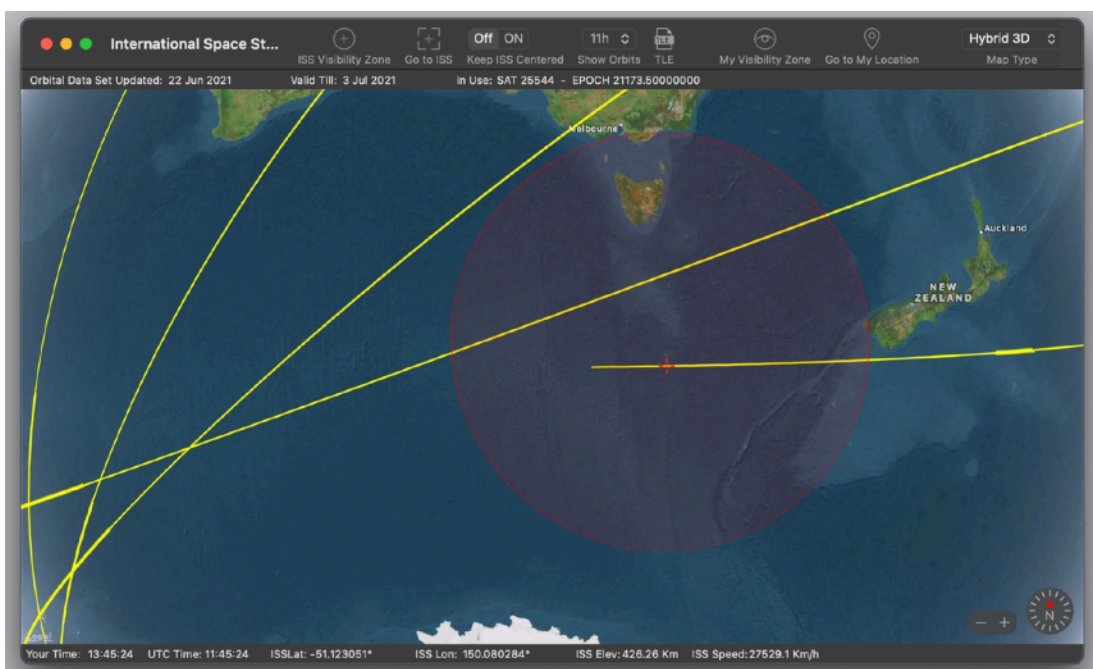 International Space St...
Off ON
11h
TLE
Hybrid 3D
ISS Visibility Zone Go to ISS Keep ISS Centered Show Orbits TLE My Visibility Zone Go to My Location Map Type
Orbital Data Set Updated: 22 Jun 2021 Valid Till: 3 Jul 2021 in Use: SAT 25544 - EPOCH 21173.50000000
Melbourne
Auckland
NEW
ZEALAND
N
Legal
Your Time: 13:45:24 UTC Time: 11:45:24 ISSLat: -51.123051° ISS Lon: 150.080284° ISS Elev: 426.26 Km ISS Speed: 27529.1 Km/h